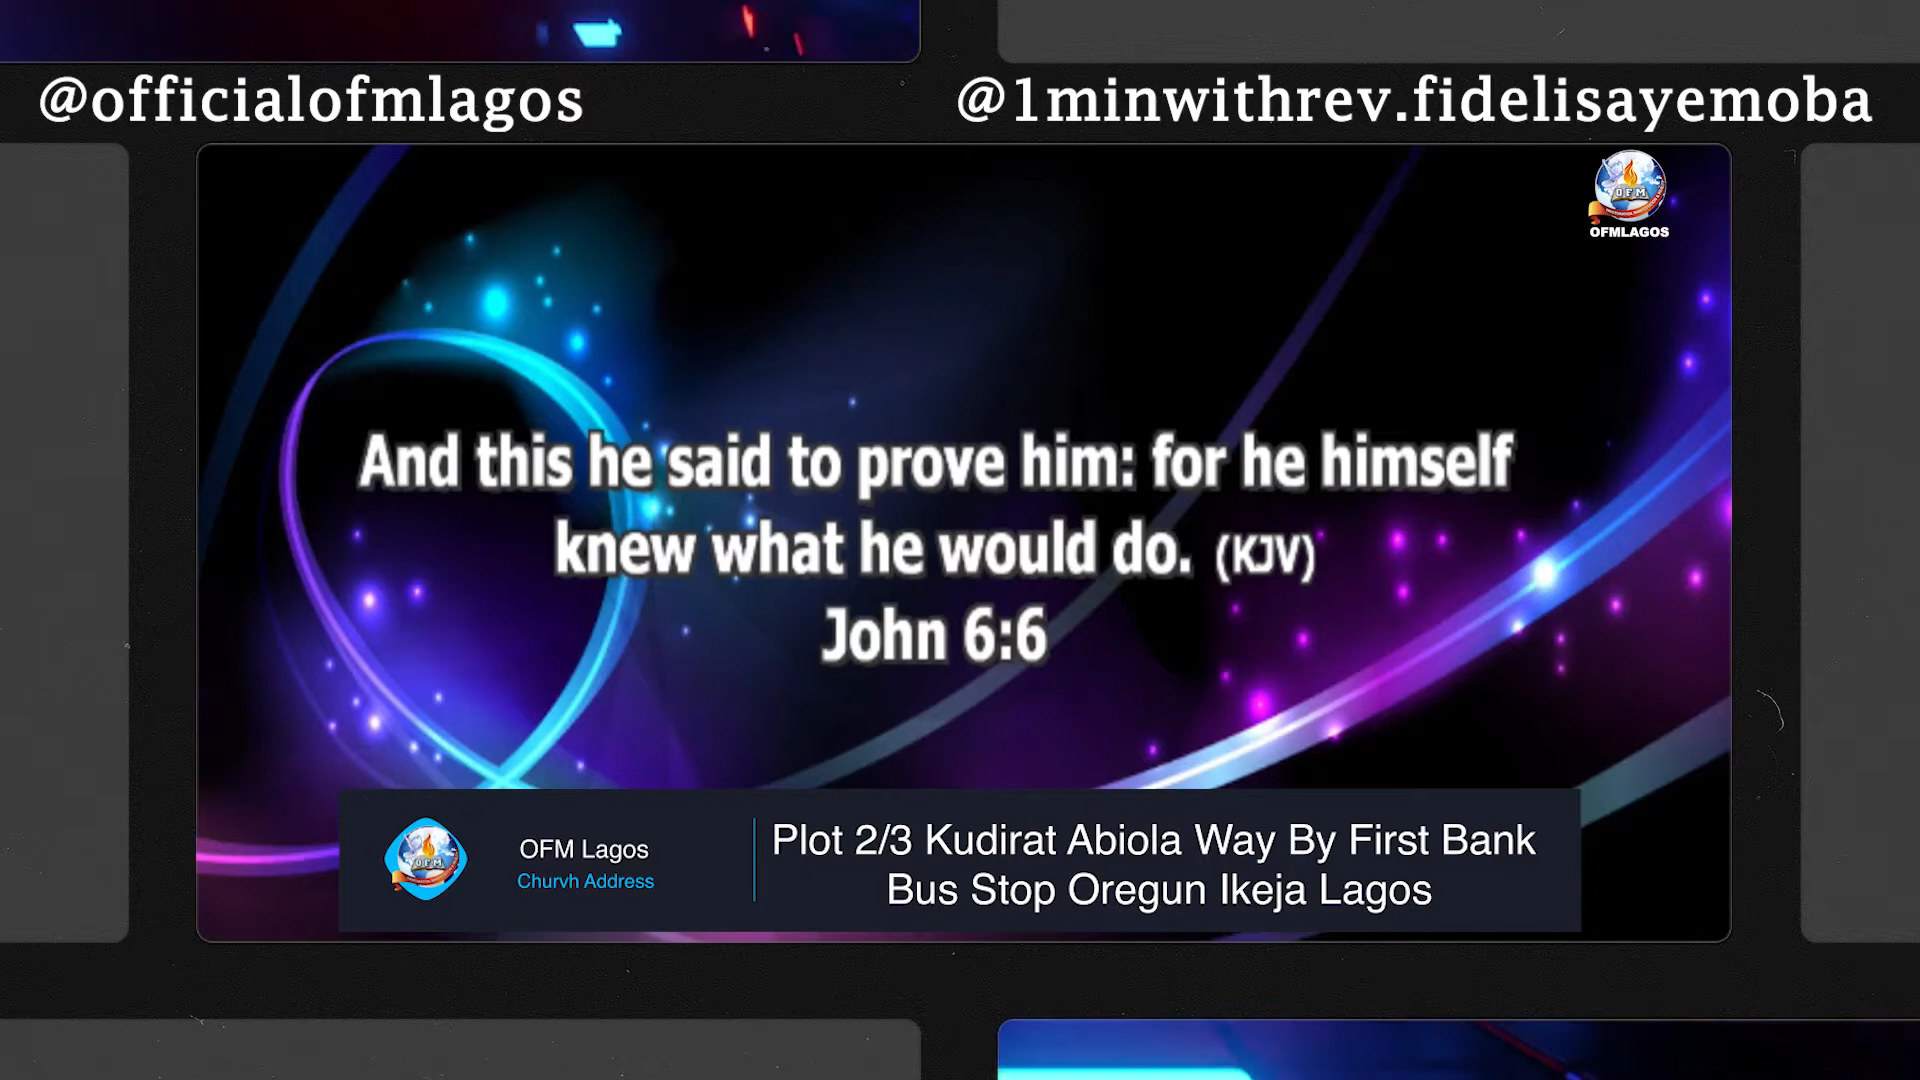 @officialofmlagos
@1minwithrev.fidelisayemoba
OFM
OFMLAGOS
And this he said to prove him: for he himself
knew what he would do. (KJV)
John 6:6
OFM
OFM Lagos
Churvh Address
Plot 2/3 Kudirat Abiola Way By First Bank
Bus Stop Oregun Ikeja Lagos